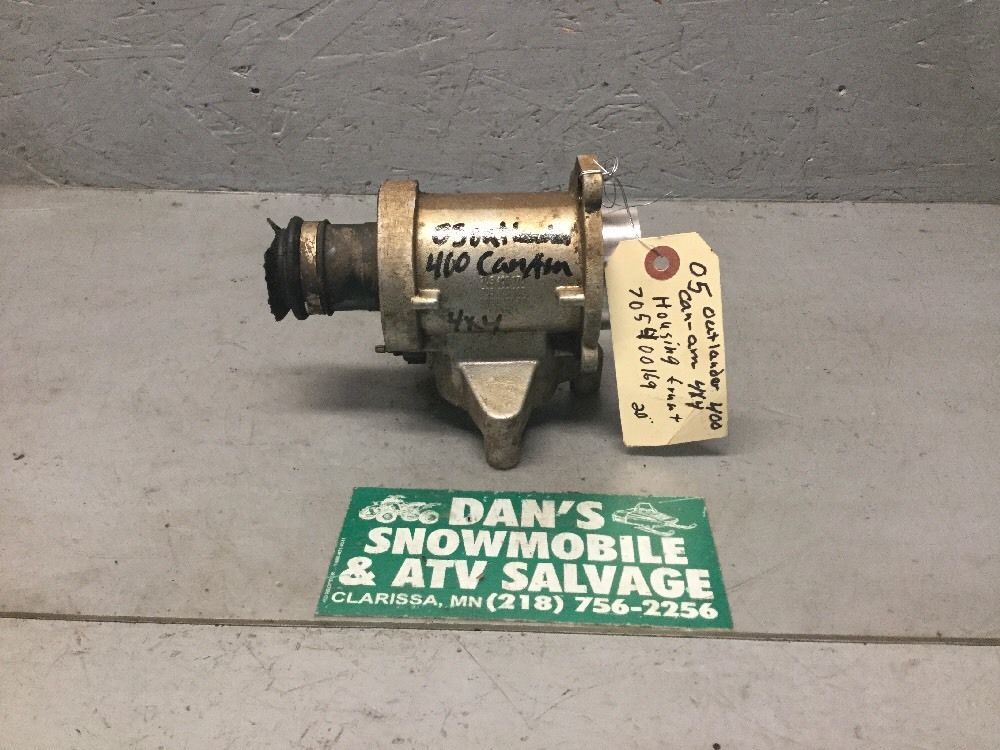 05 outlander
400 Can Am
4x4
05 outlander 400
can-am 4x4
Housing front
705400169 20"
DAN'S
SNOWMOBILE
& ATV SALVAGE
CLARISSA, MN (218) 756-2256